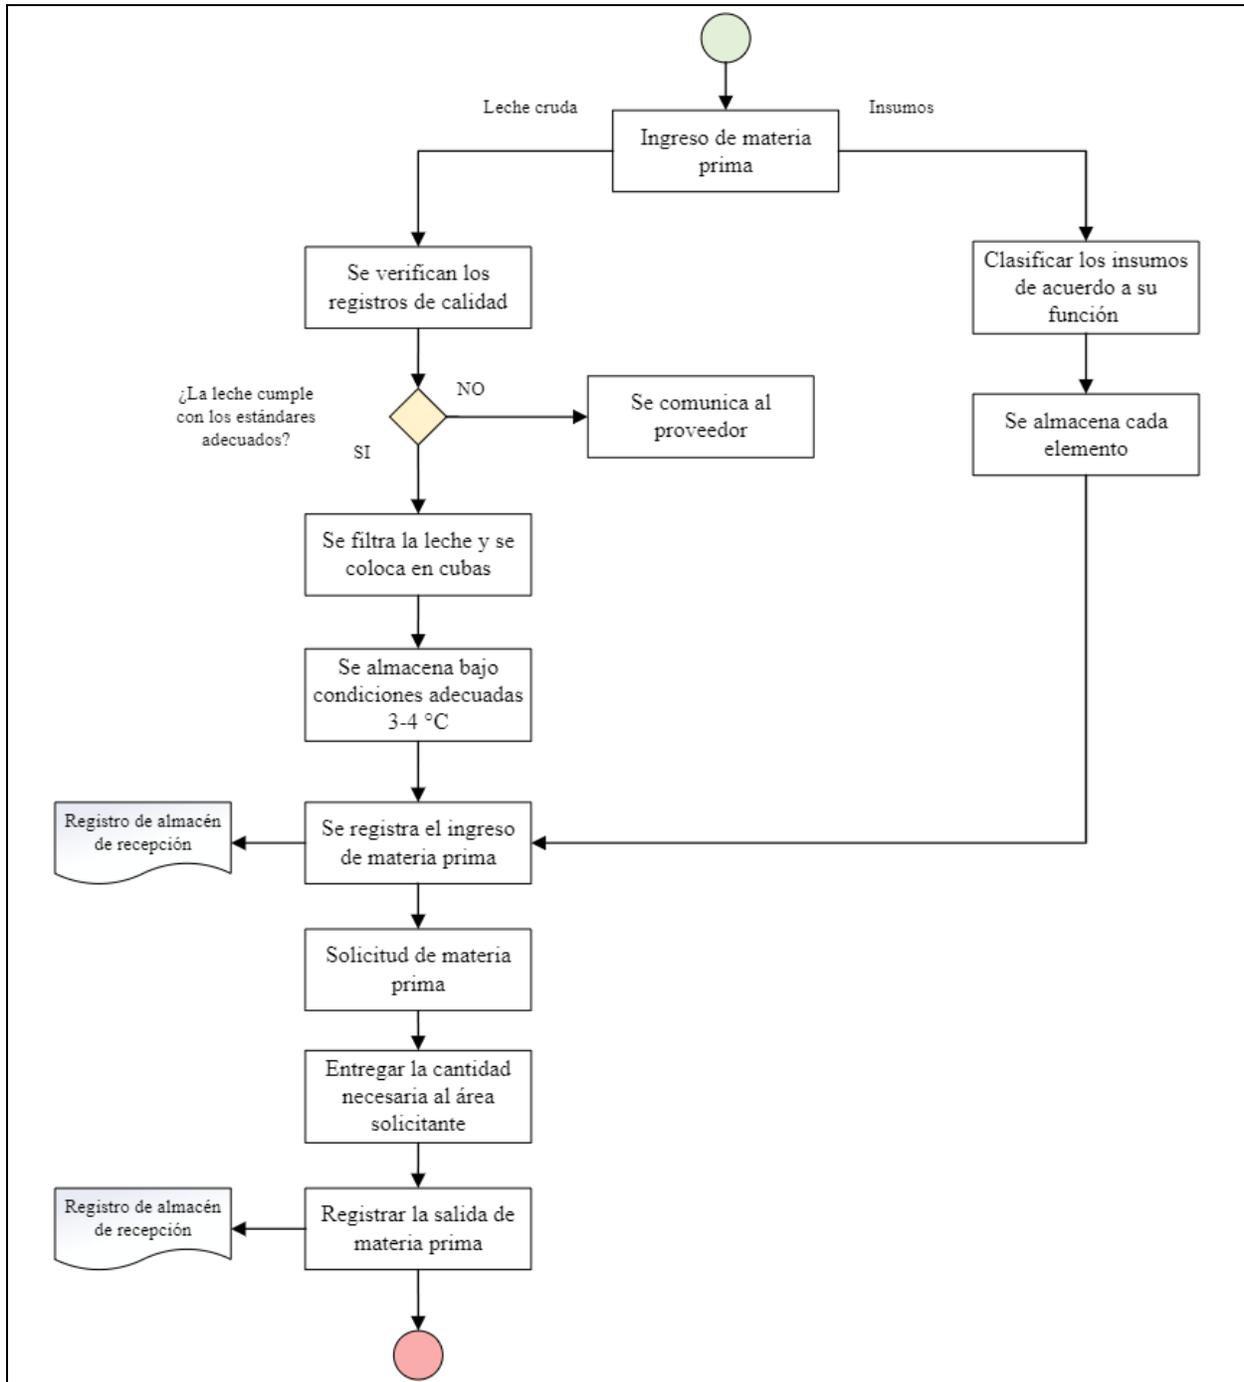 Leche cruda
Insumos
Ingreso de materia
prima
Se verifican los
registros de calidad
Clasificar los insumos
de acuerdo a su
función
¿La leche cumple
con los estándares
adecuados?
NO
SI
Se comunica al
proveedor
Se almacena cada
elemento
Se filtra la leche y se
coloca en cubas
Se almacena bajo
condiciones adecuadas
3-4 °C
Registro de almacén
de recepción
Se registra el ingreso
de materia prima
Solicitud de materia
prima
Entregar la cantidad
necesaria al área
solicitante
Registro de almacén
de recepción
Registrar la salida de
materia prima